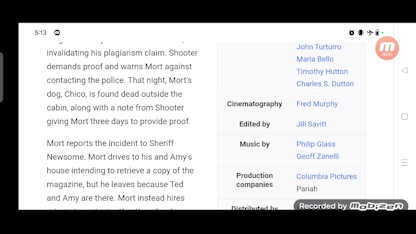 5:13
invalidating his plagiarism claim. Shooter
demands proof and warns Mort against
contacting the police. That night, Mort's
dog, Chico, is found dead outside the
cabin, along with a note from Shooter
giving Mort three days to provide proof.
Mort reports the incident to Sheriff
Newsome. Mort drives to his and Amy's
house intending to retrieve a copy of the
magazine, but he leaves because Ted
and Amy are there. Mort instead hires
John Turturro
Maria Bello
Timothy Hutton
Charles S. Dutton
Cinematography Fred Murphy
Edited by Jill Savitt
Music by Philip Glass
Geoff Zanelli
Production Columbia Pictures
companies Pariah
Distributed by
Recorded by Mobizen